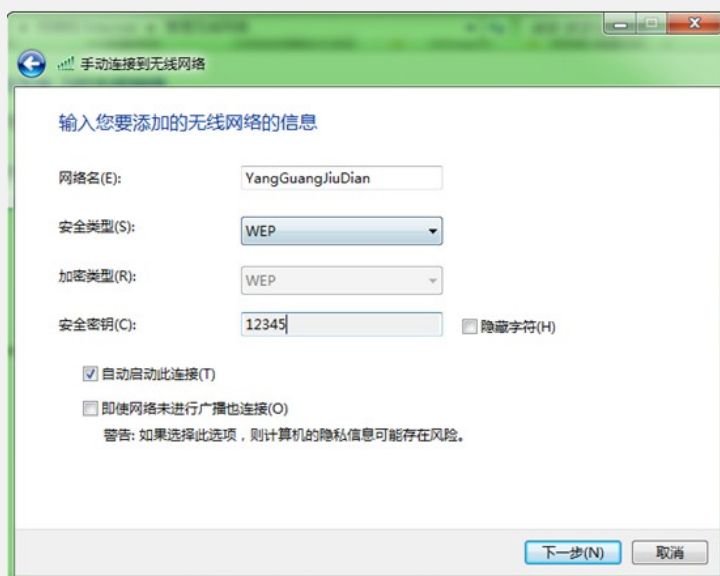 手动连接到无线网络
输入您要添加的无线网络的信息
网络名(E): YangGuangJiuDian
安全类型(S): WEP
加密类型(R): WEP
安全密钥(C): 12345 隐藏字符(H)
自动启动此连接(T)
即使网络未进行广播也连接(O)
警告: 如果选择此选项，则计算机的隐私信息可能存在风险。
下一步(N) 取消